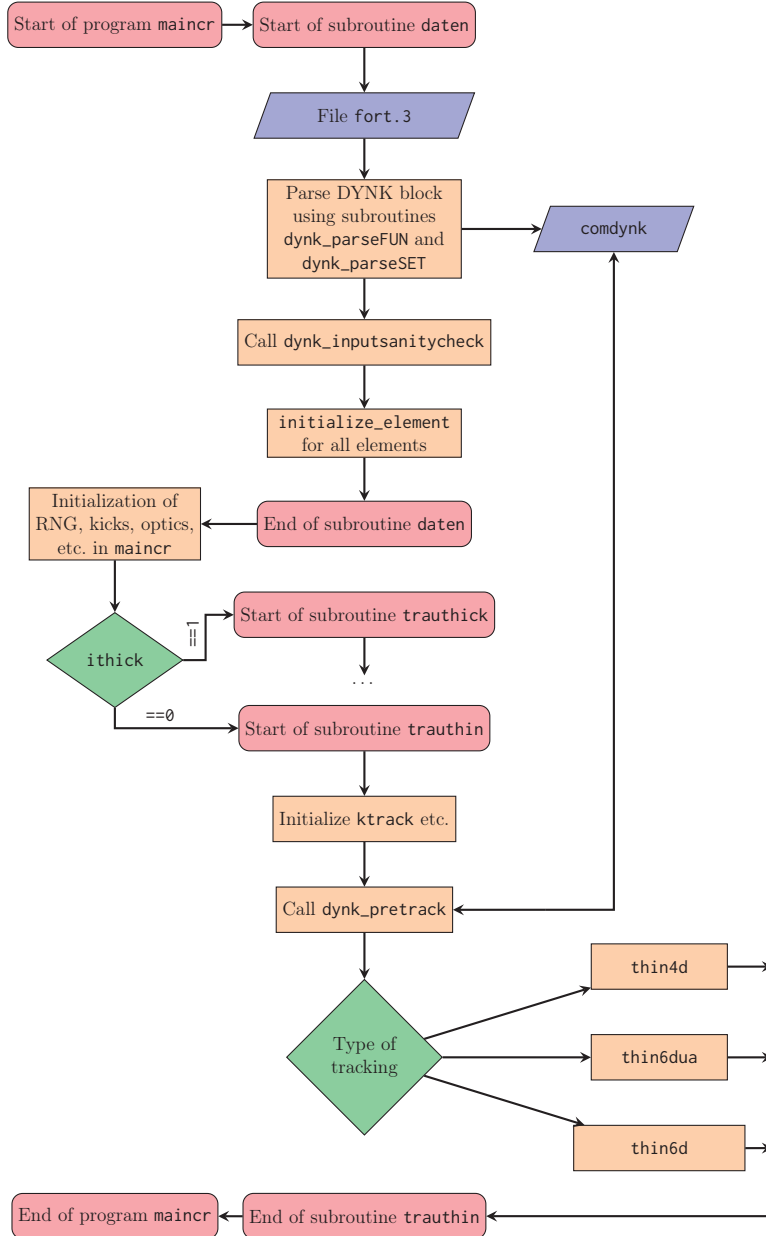 Start of program maincr
Start of subroutine daten
File fort.3
Parse DYNK block
using subroutines
dynk_parseFUN and
dynk_parseSET
comdynk
Call dynk_inputsanitycheck
initialize_element
for all elements
Initialization of
RNG, kicks, optics,
etc. in maincr
End of subroutine daten
ithick
==1
Start of subroutine trauthick
...
==0
Start of subroutine trauthin
Initialize ktrack etc.
Call dynk_pretrack
Type of
tracking
thin4d
thin6dua
thin6d
End of program maincr
End of subroutine trauthin